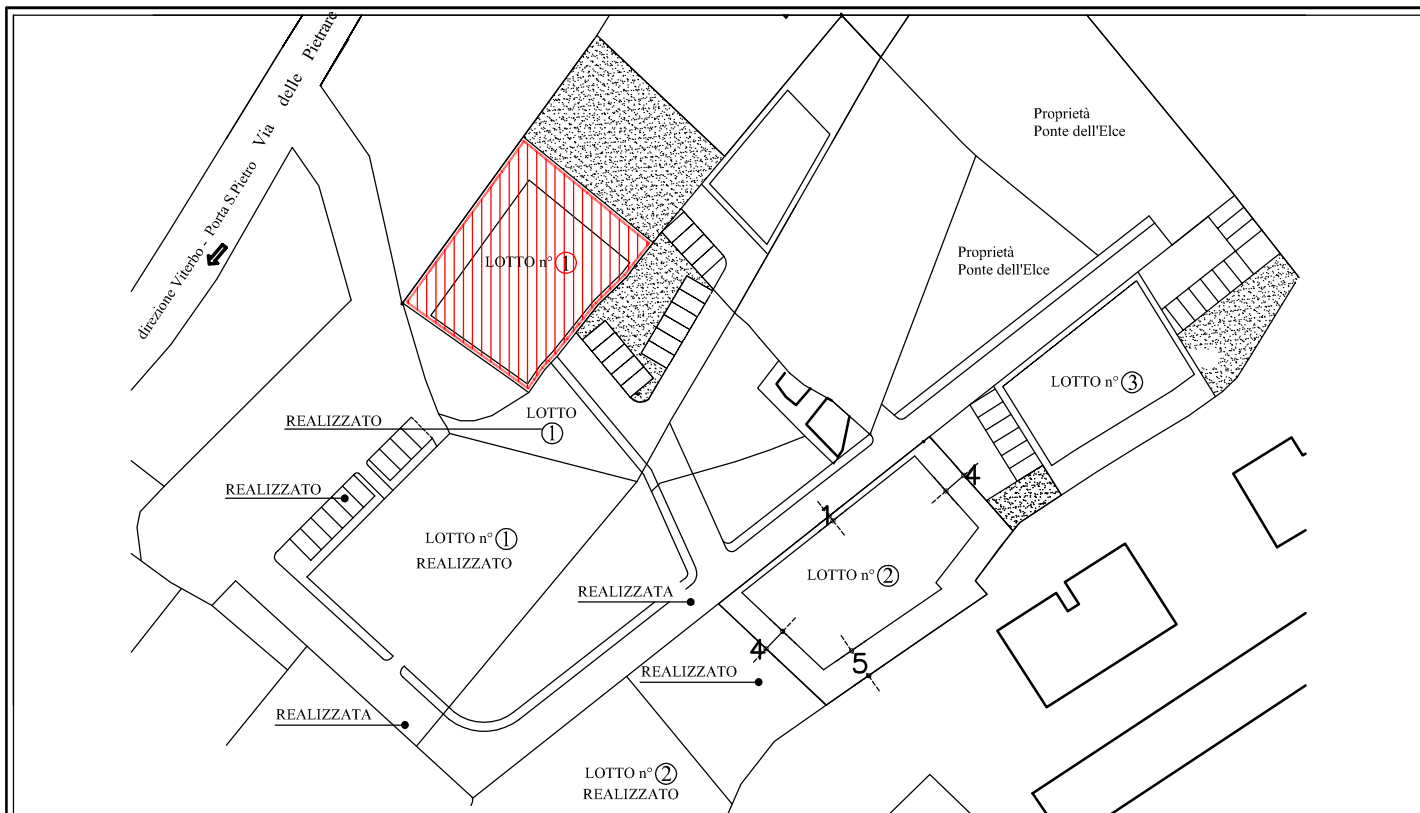 direzione Viterbo - Porta S.Pietro Via delle Pietrare
Proprietà
Ponte dell'Elce
Proprietà
Ponte dell'Elce
LOTTO n° 1
LOTTO n° 3
REALIZZATO
LOTTO
1
REALIZZATO
4
1
LOTTO n° 1
REALIZZATO
LOTTO n° 2
REALIZZATA
4
5
REALIZZATO
REALIZZATA
LOTTO n° 2
REALIZZATO